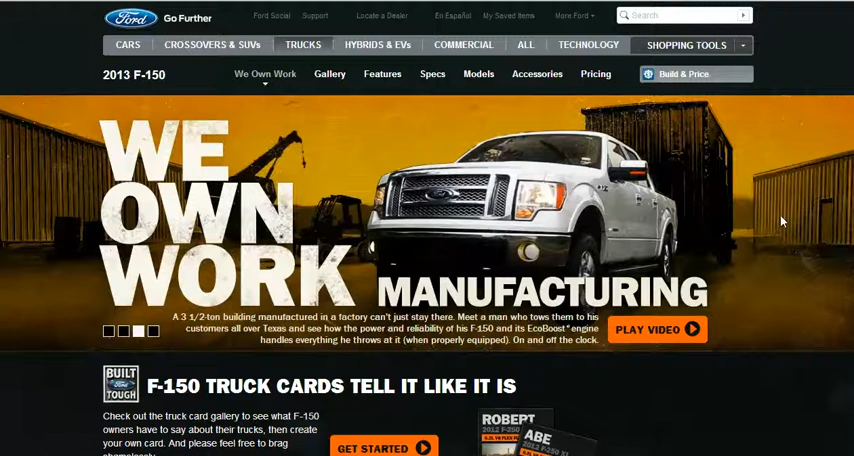 Ford Go Further
Ford Social Support Locate a Dealer En Español My Saved Items More Ford Search
CARS CROSSOVERS & SUVs TRUCKS HYBRIDS & EVs COMMERCIAL ALL TECHNOLOGY SHOPPING TOOLS
2013 F-150 We Own Work Gallery Features Specs Models Accessories Pricing Build & Price
WE
OWN
WORK
MANUFACTURING
A 3 1/2-ton building manufactured in a factory can't just stay there. Meet a man who tows them to his
customers all over Texas and see how the power and reliability of his F-150 and its EcoBoost® engine
handles everything he throws at it (when properly equipped). On and off the clock.
PLAY VIDEO
BUILT
Ford
TOUGH
F-150 TRUCK CARDS TELL IT LIKE IT IS
Check out the truck card gallery to see what F-150
owners have to say about their trucks, then create
your own card. And please feel free to brag
GET STARTED
ROBERT
ABE